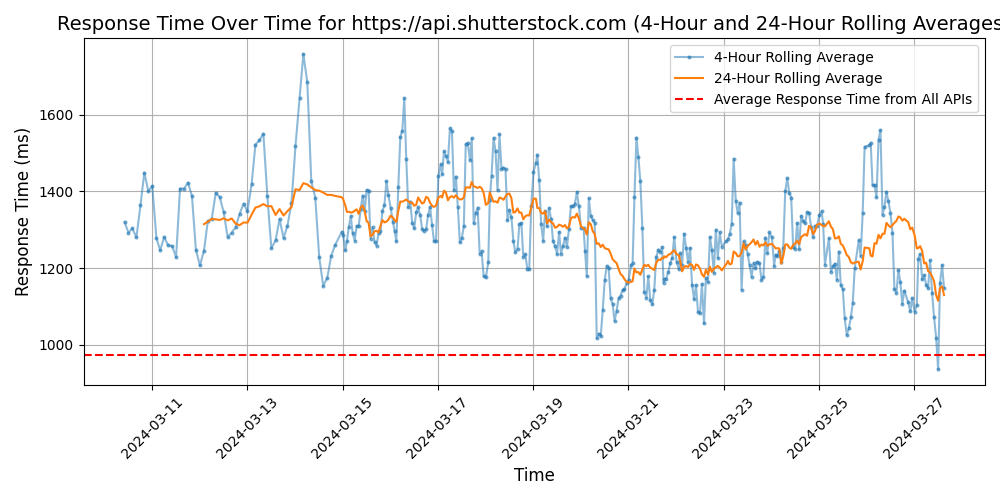 Response Time Over Time for https://api.shutterstock.com (4-Hour and 24-Hour Rolling Averages
4-Hour Rolling Average
24-Hour Rolling Average
Average Response Time from All APIs
Response Time (ms)
1600
1400
1200
1000
2024-03-11
2024-03-13
2024-03-15
2024-03-17
2024-03-19
2024-03-21
2024-03-23
2024-03-25
2024-03-27
Time